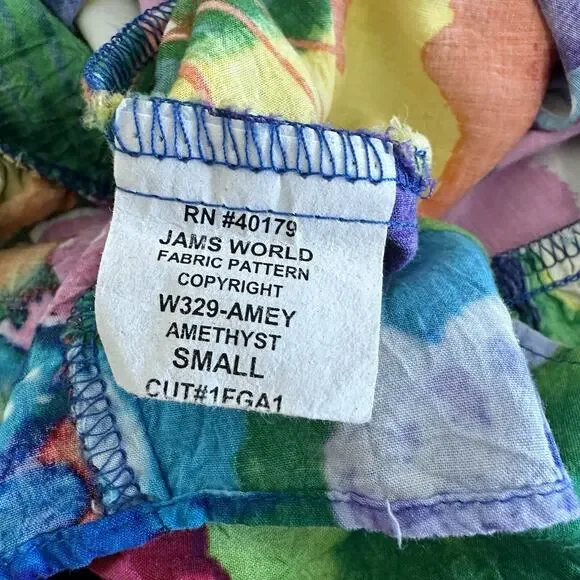 RN #40179
JAMS WORLD
FABRIC PATTERN
COPYRIGHT
W329-AMEY
AMETHYST
SMALL
CUT#1FGA1